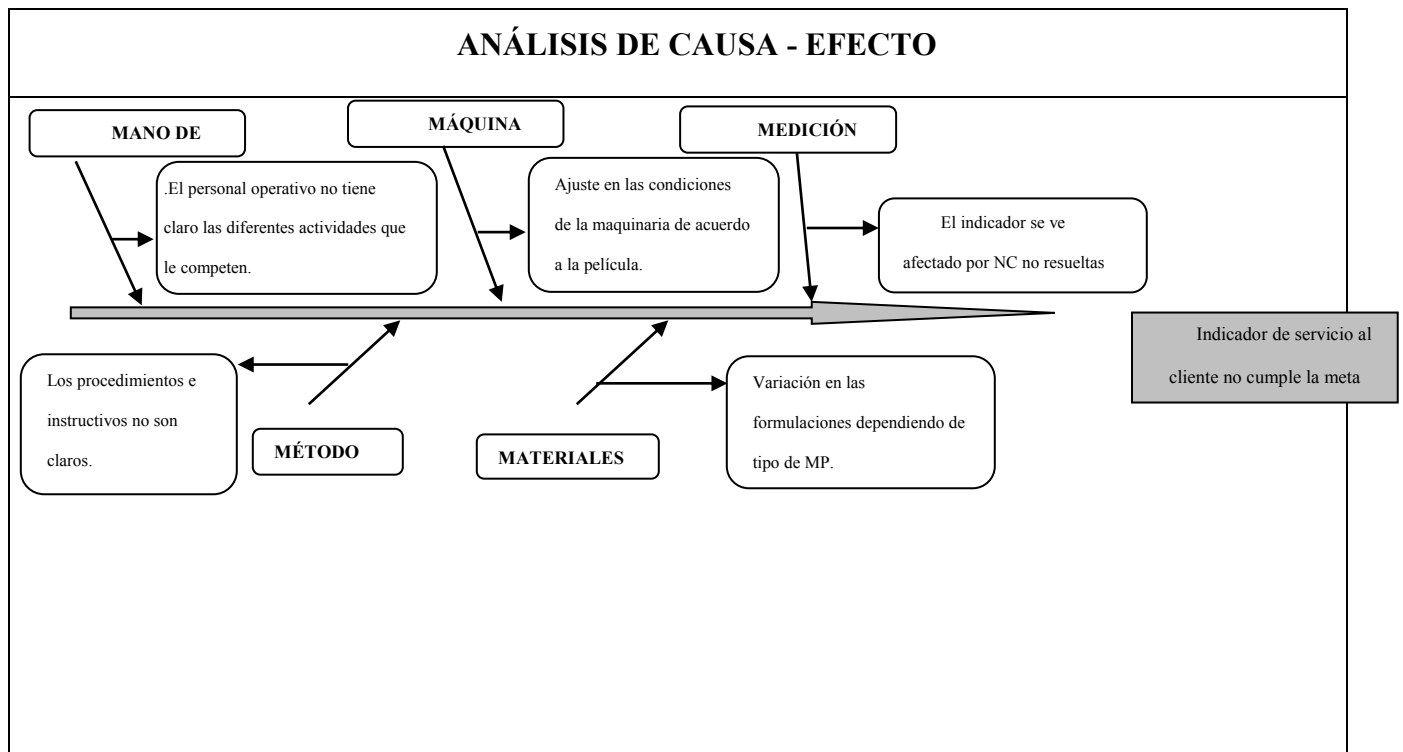 ANÁLISIS DE CAUSA - EFECTO
MANO DE
MÁQUINA
MEDICIÓN
.El personal operativo no tiene
claro las diferentes actividades que
le competen.
Ajuste en las condiciones
de la maquinaria de acuerdo
a la película.
El indicador se ve
afectado por NC no resueltas
Indicador de servicio al
cliente no cumple la meta
Los procedimientos e
instructivos no son
claros.
MÉTODO
MATERIALES
Variación en las
formulaciones dependiendo de
tipo de MP.